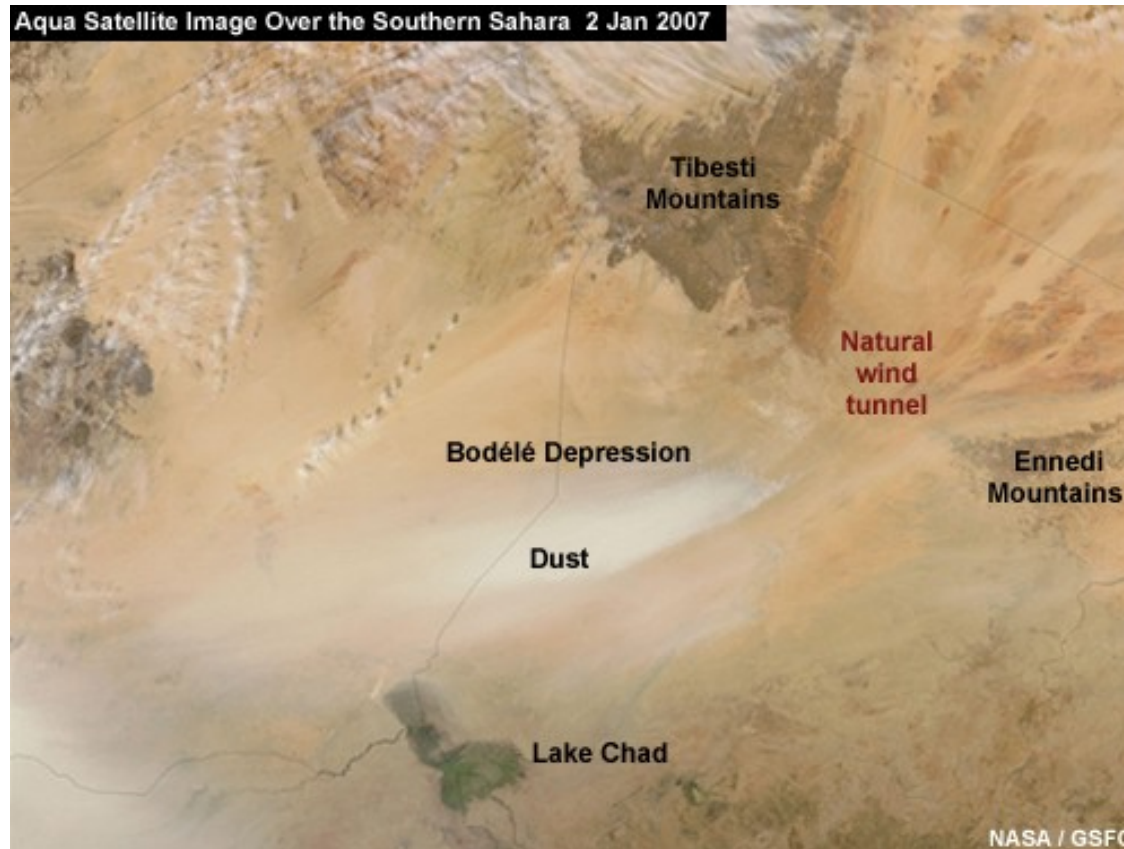 Aqua Satellite Image Over the Southern Sahara 2 Jan 2007
Tibesti
Mountains
Natural
wind
tunnel
Bodélé Depression
Ennedi
Mountains
Dust
Lake Chad
NASA / GSFC